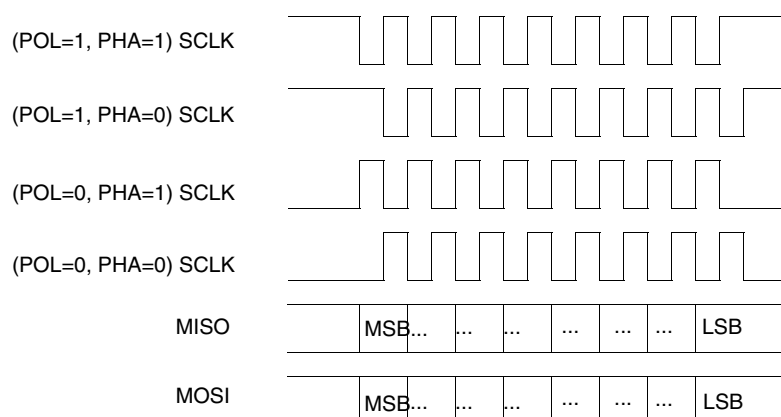 (POL=1, PHA=1) SCLK
(POL=1, PHA=0) SCLK
(POL=0, PHA=1) SCLK
(POL=0, PHA=0) SCLK
MISO MSB... ... ... ... ... ... LSB
MOSI MSB... ... ... ... ... ... LSB